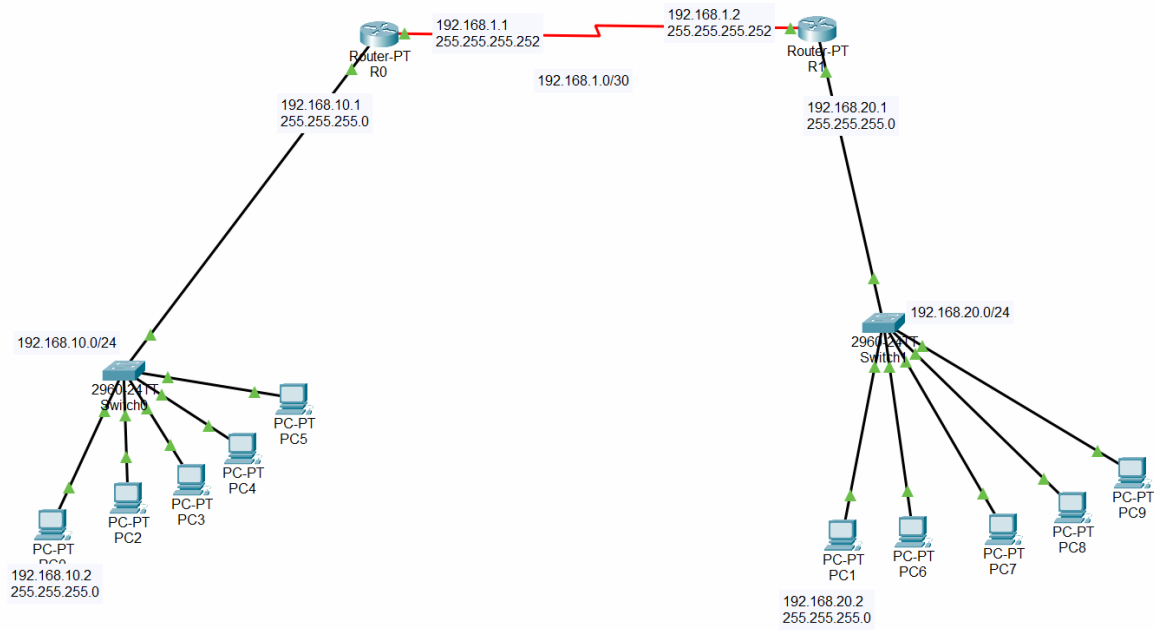 192.168.1.1
255.255.255.252
192.168.1.2
255.255.255.252
Router-PT
R0
Router-PT
R1
192.168.1.0/30
192.168.10.1
255.255.255.0
192.168.20.1
255.255.255.0
192.168.10.0/24
2960-24TT
Switch0
192.168.20.0/24
2960-24TT
Switch1
PC-PT
PC5
PC-PT
PC4
PC-PT
PC3
PC-PT
PC2
PC-PT
PC0
192.168.10.2
255.255.255.0
PC-PT
PC1
PC-PT
PC6
PC-PT
PC7
PC-PT
PC8
PC-PT
PC9
192.168.20.2
255.255.255.0